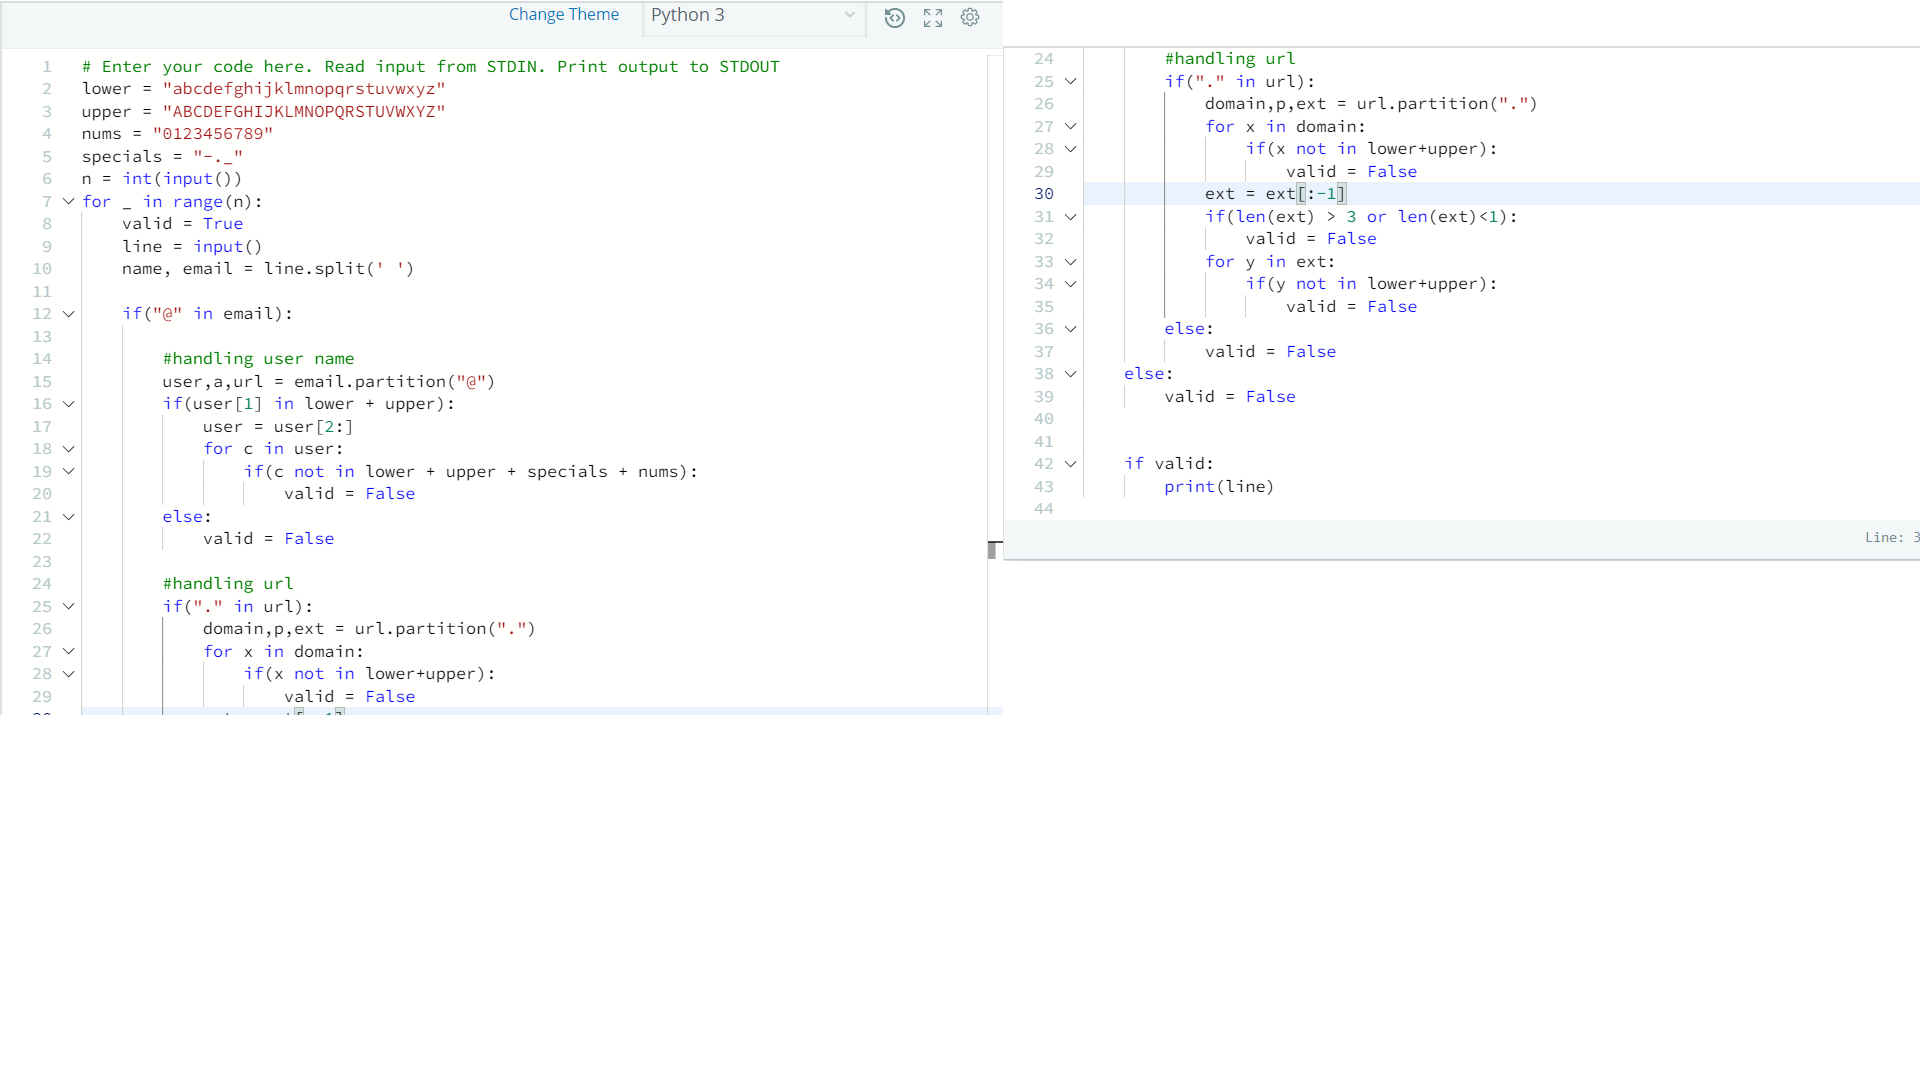 Change Theme Python 3
1 # Enter your code here. Read input from STDIN. Print output to STDOUT
2 lower = "abcdefghijklmnopqrstuvwxyz"
3 upper = "ABCDEFGHIJKLMNOPQRSTUVWXYZ"
4 nums = "0123456789"
5 specials = "-._"
6 n = int(input())
7 for _ in range(n):
8 valid = True
9 line = input()
10 name, email = line.split(' ')
11
12 if("@" in email):
13
14 #handling user name
15 user,a,url = email.partition("@")
16 if(user[1] in lower + upper):
17 user = user[2:]
18 for c in user:
19 if(c not in lower + upper + specials + nums):
20 valid = False
21 else:
22 valid = False
23
24 #handling url
25 if("." in url):
26 domain,p,ext = url.partition(".")
27 for x in domain:
28 if(x not in lower+upper):
29 valid = False
24 #handling url
25 if("." in url):
26 domain,p,ext = url.partition(".")
27 for x in domain:
28 if(x not in lower+upper):
29 valid = False
30 ext = ext[:-1]
31 if(len(ext) > 3 or len(ext)<1):
32 valid = False
33 for y in ext:
34 if(y not in lower+upper):
35 valid = False
36 else:
37 valid = False
38 else:
39 valid = False
40
41
42 if valid:
43 print(line)
44
Line: 3